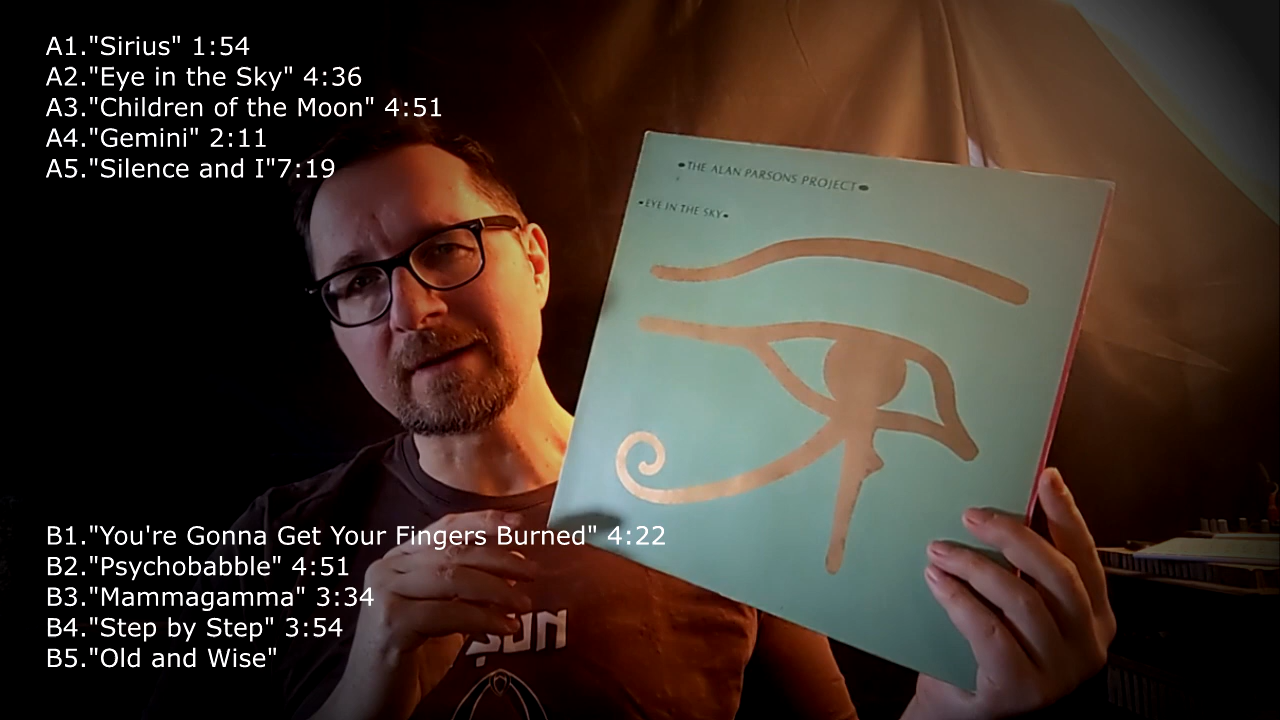 A1."Sirius" 1:54
A2."Eye in the Sky" 4:36
A3."Children of the Moon" 4:51
A4."Gemini" 2:11
A5."Silence and I"7:19
•THE ALAN PARSONS PROJECT•
•EYE IN THE SKY•
B1."You're Gonna Get Your Fingers Burned" 4:22
B2."Psychobabble" 4:51
B3."Mammagamma" 3:34
B4."Step by Step" 3:54
B5."Old and Wise"